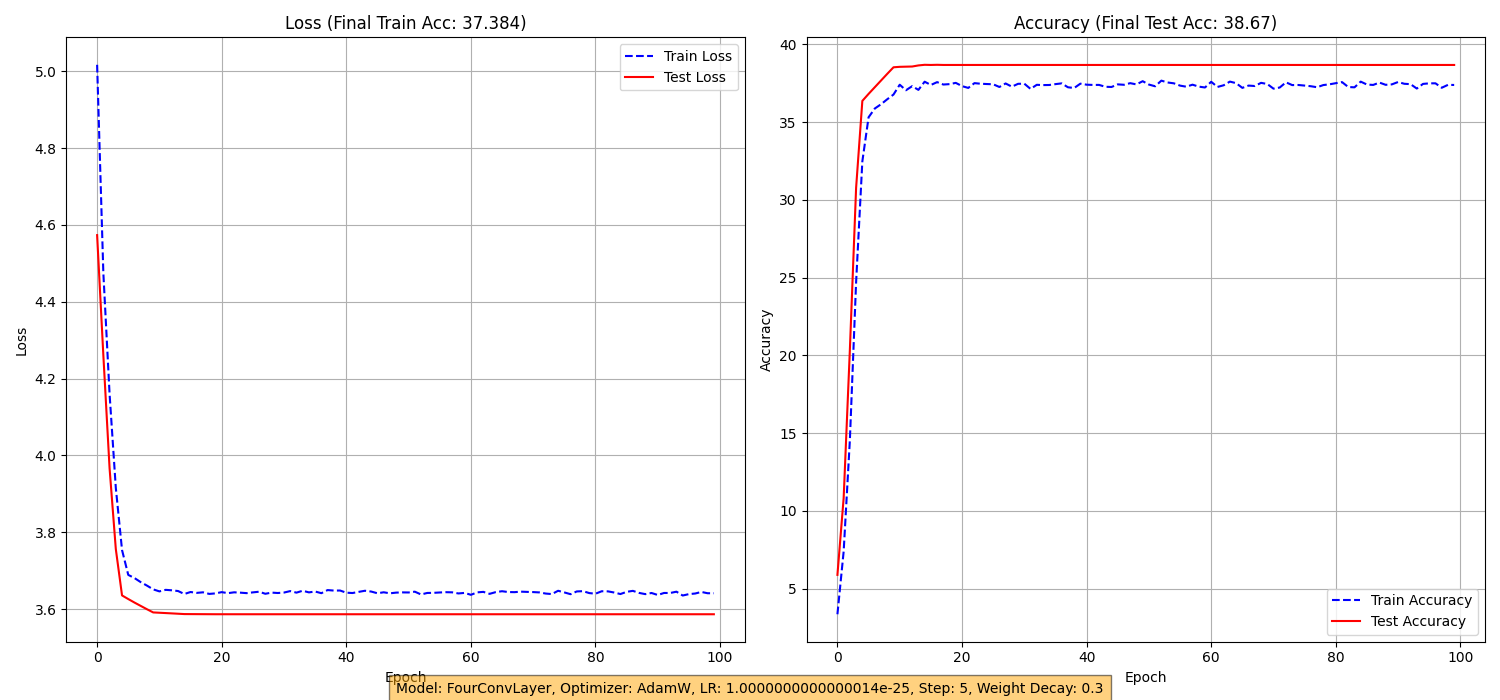 Loss (Final Train Acc: 37.384)
Train Loss
Test Loss
5.0
4.8
4.6
4.4
4.2
4.0
3.8
3.6
Loss
0 20 40 60 80 100
Epoch
Accuracy (Final Test Acc: 38.67)
40
35
30
25
20
15
10
5
Accuracy
Train Accuracy
Test Accuracy
0 20 40 60 80 100
Epoch
Model: FourConvLayer, Optimizer: AdamW, LR: 1.0000000000000014e-25, Step: 5, Weight Decay: 0.3